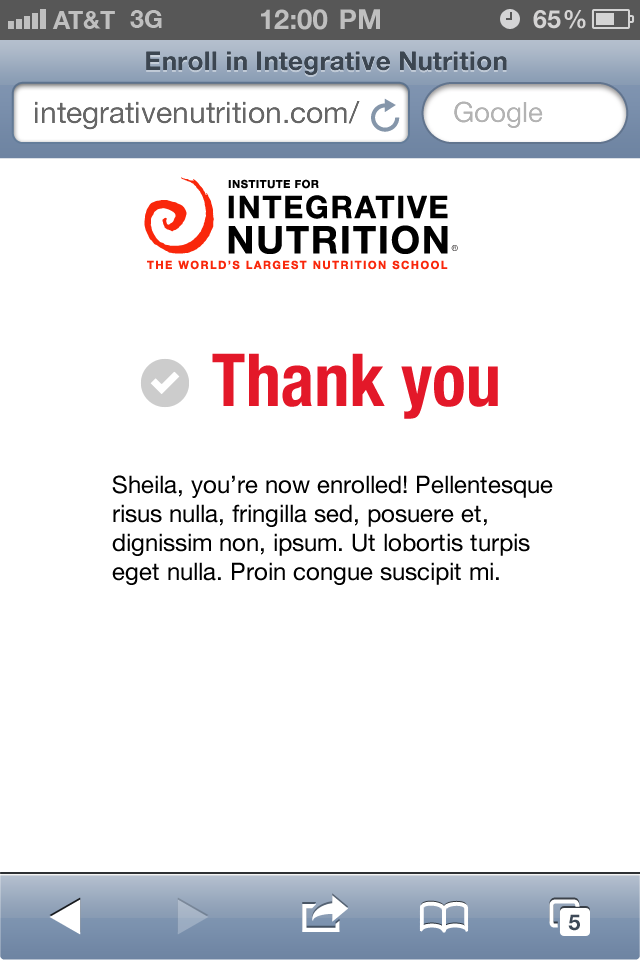 AT&T 3G 12:00 PM 65%
Enroll in Integrative Nutrition
integrativenutrition.com/ Google
INSTITUTE FOR
INTEGRATIVE
NUTRITION®
THE WORLD'S LARGEST NUTRITION SCHOOL
Thank you
Sheila, you’re now enrolled! Pellentesque
risus nulla, fringilla sed, posuere et,
dignissim non, ipsum. Ut lobortis turpis
eget nulla. Proin congue suscipit mi.
5